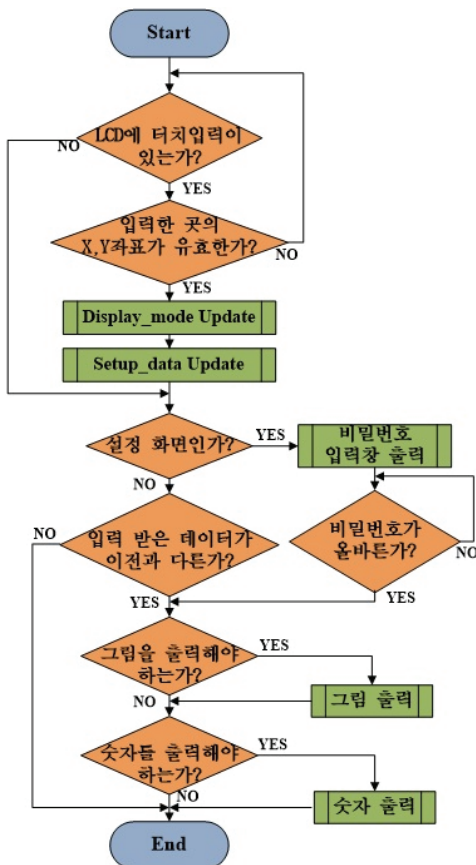 Start
LCD에 터치입력이
있는가?
NO
YES
입력한 곳의
X,Y좌표가 유효한가?
NO
YES
Display_mode Update
Setup_data Update
설정 화면인가?
YES
비밀번호
입력창 출력
NO
NO
입력 받은 데이터가
이전과 다른가?
비밀번호가
올바른가?
NO
YES
YES
그림을 출력해야
하는가?
YES
NO
그림 출력
숫자를 출력해야
하는가?
YES
NO
숫자 출력
End